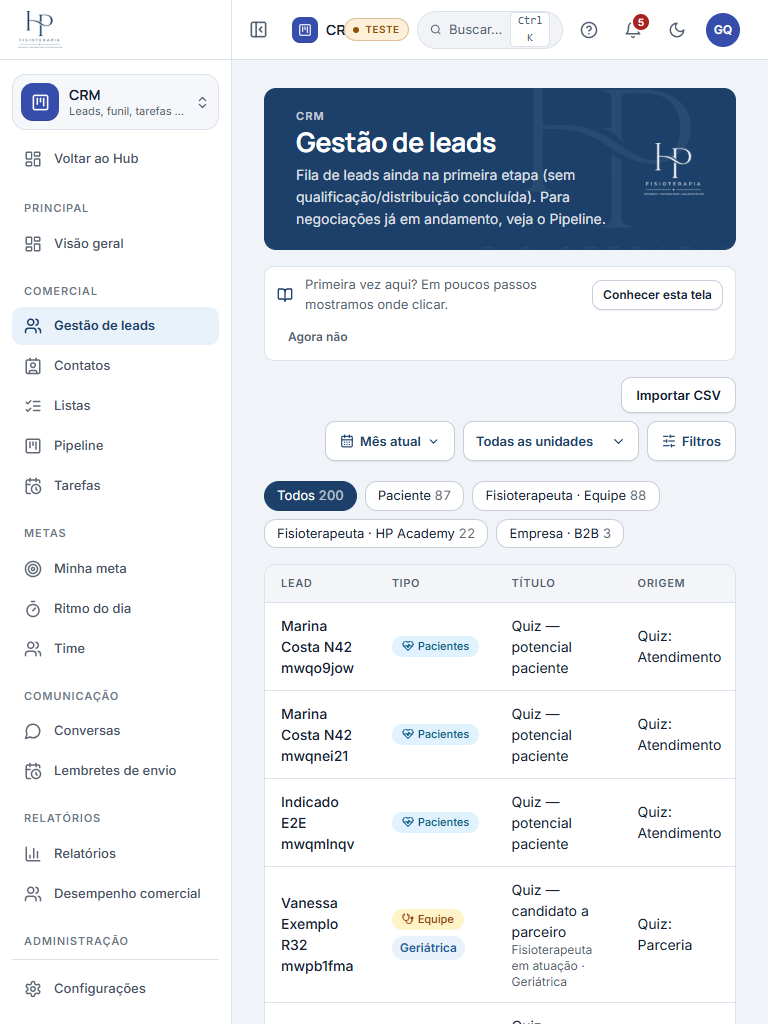 HP
FISIOTERAPIA
CR
TESTE
Buscar...
Ctrl
K
5
GQ
CRM
Leads, funil, tarefas ...
Voltar ao Hub
PRINCIPAL
Visão geral
COMERCIAL
Gestão de leads
Contatos
Listas
Pipeline
Tarefas
METAS
Minha meta
Ritmo do dia
Time
COMUNICAÇÃO
Conversas
Lembretes de envio
RELATÓRIOS
Relatórios
Desempenho comercial
ADMINISTRAÇÃO
Configurações
CRM
Gestão de leads
Fila de leads ainda na primeira etapa (sem
qualificação/distribuição concluída). Para
negociações já em andamento, veja o Pipeline.
HP
FISIOTERAPIA
Primeira vez aqui? Em poucos passos
mostramos onde clicar.
Conhecer esta tela
Agora não
Importar CSV
Mês atual
Todas as unidades
Filtros
Todos 200
Paciente 87
Fisioterapeuta · Equipe 88
Fisioterapeuta · HP Academy 22
Empresa · B2B 3
LEAD TIPO TÍTULO ORIGEM
Marina
Costa N42
mwqo9jow
Pacientes
Quiz —
potencial
paciente
Quiz:
Atendimento
Marina
Costa N42
mwqnei21
Pacientes
Quiz —
potencial
paciente
Quiz:
Atendimento
Indicado
E2E
mwqmlnqv
Pacientes
Quiz —
potencial
paciente
Quiz:
Atendimento
Vanessa
Exemplo
R32
mwpb1fma
Equipe
Geriátrica
Quiz —
candidato a
parceiro
Fisioterapeuta
em atuação ·
Geriátrica
Quiz:
Parceria